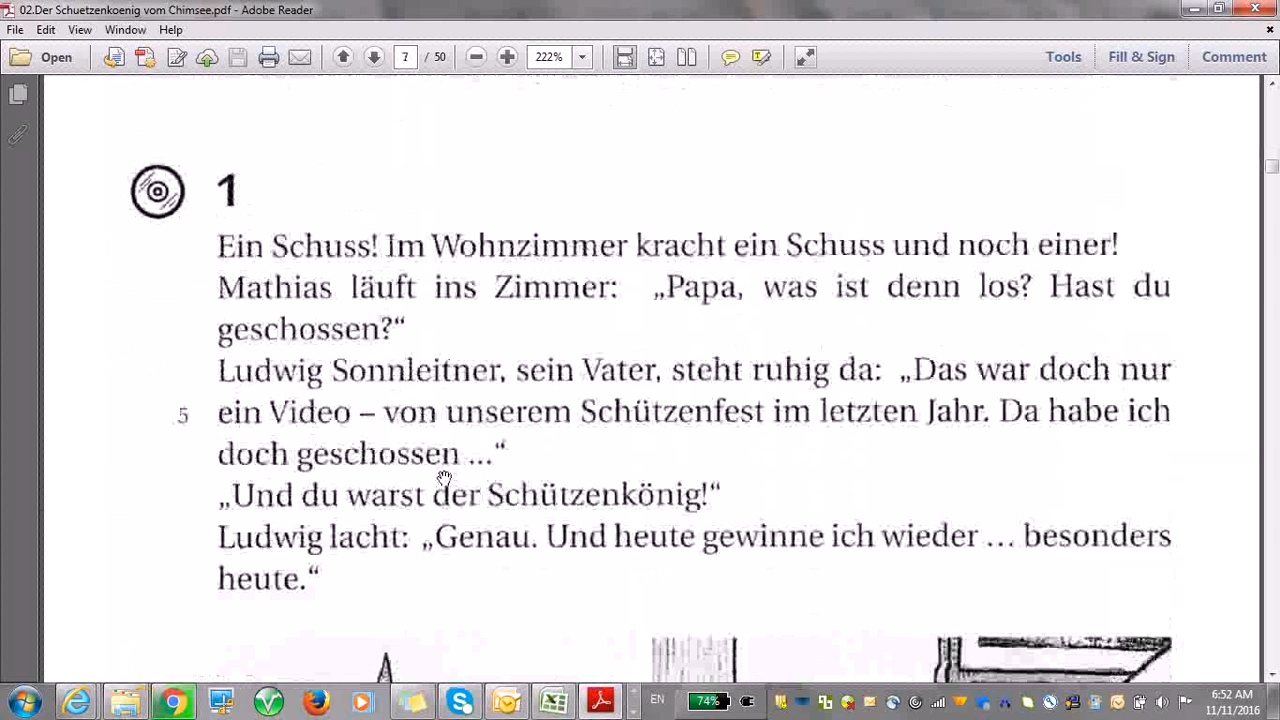 02.Der Schuetzenkoenig vom Chimsee.pdf - Adobe Reader
File Edit View Window Help
Open 7 / 50 222% Tools Fill & Sign Comment
1
Ein Schuss! Im Wohnzimmer kracht ein Schuss und noch einer!
Mathias läuft ins Zimmer: „Papa, was ist denn los? Hast du
geschossen?“
Ludwig Sonnleitner, sein Vater, steht ruhig da: „Das war doch nur
5 ein Video – von unserem Schützenfest im letzten Jahr. Da habe ich
doch geschossen ...“
„Und du warst der Schützenkönig!“
Ludwig lacht: „Genau. Und heute gewinne ich wieder ... besonders
heute.“
EN 74% 6:52 AM
11/11/2016